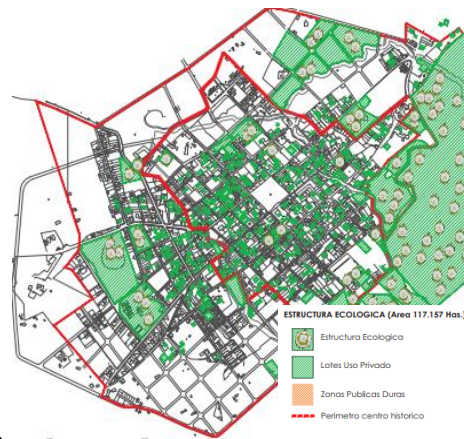 ESTRUCTURA ECOLOGICA (Area 117.157 Has.)
Estructura Ecologica
Lotes Uso Privado
Zonas Publicas Duras
Perimetro centro historico